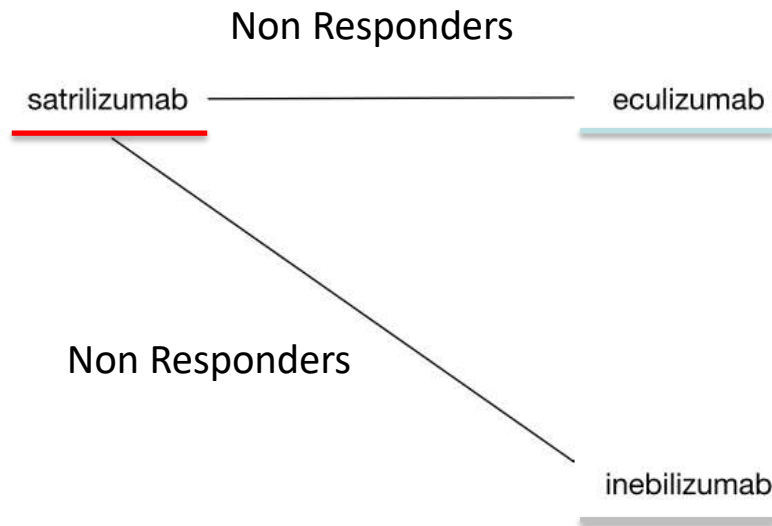 Non Responders
satrilizumab
eculizumab
Non Responders
inebilizumab